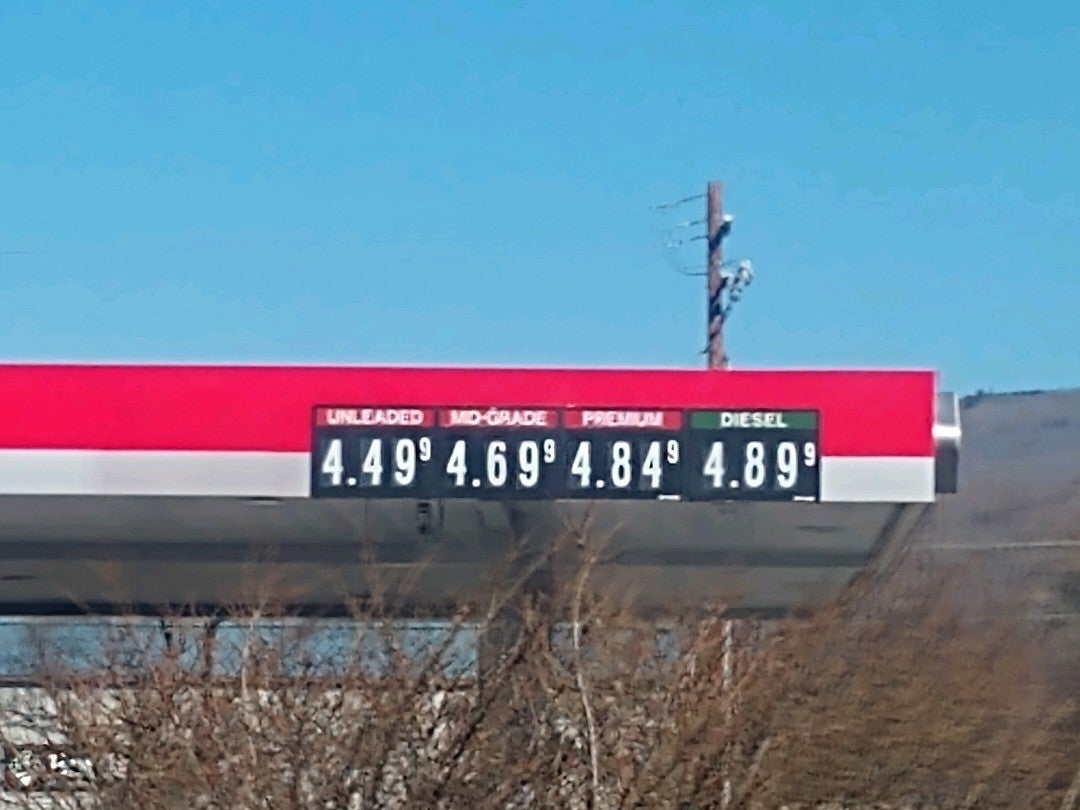 UNLEADED MID-GRADE PREMIUM DIESEL
4.49⁹ 4.69⁹ 4.84⁹ 4.89⁹